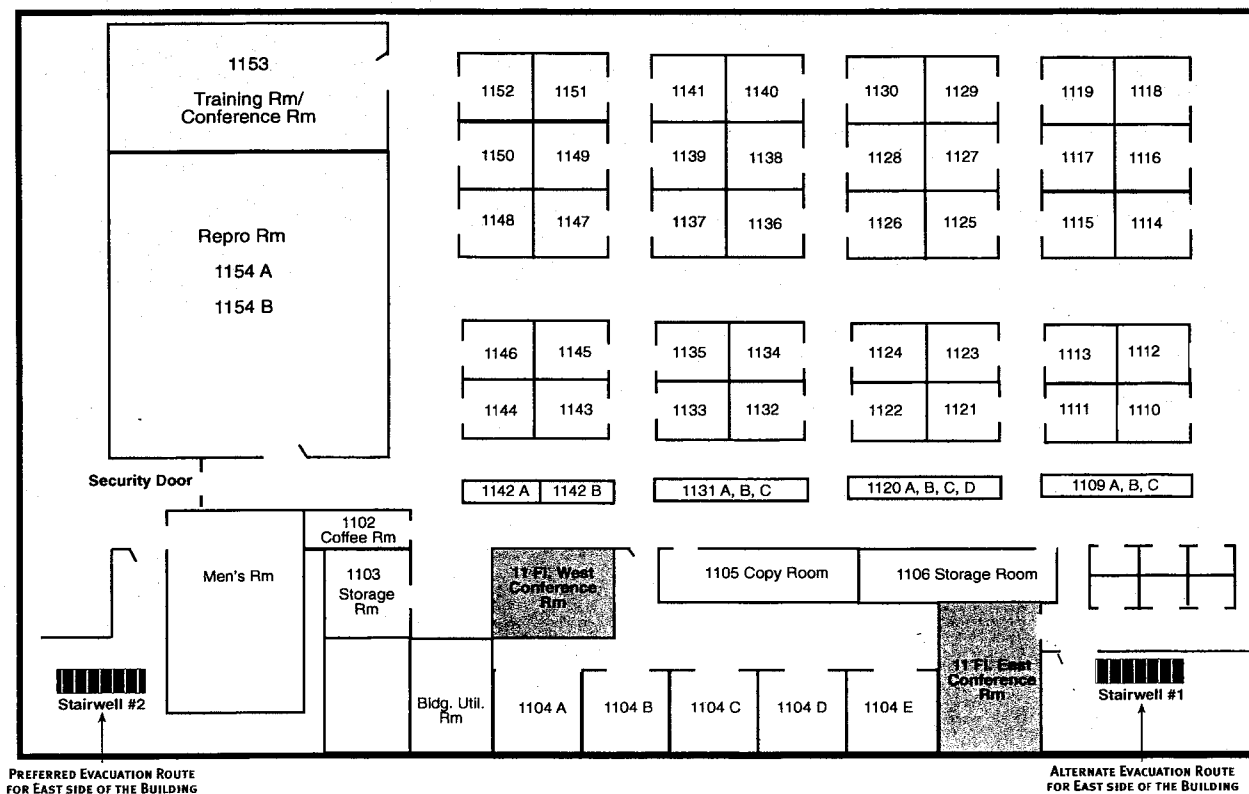 1153
Training Rm/
Conference Rm
1152 1151 1141 1140 1130 1129 1119 1118
1150 1149 1139 1138 1128 1127 1117 1116
1148 1147 1137 1136 1126 1125 1115 1114
Repro Rm
1154 A
1154 B
1146 1145 1135 1134 1124 1123 1113 1112
1144 1143 1133 1132 1122 1121 1111 1110
Security Door
1142 A 1142 B 1131 A, B, C 1120 A, B, C, D 1109 A, B, C
1102
Coffee Rm
Men's Rm
1103
Storage
Rm
11 Fl. West
Conference
Rm
1105 Copy Room
1106 Storage Room
11 Fl. East
Conference
Rm
Stairwell #2
Bldg. Util.
Rm
1104 A 1104 B 1104 C 1104 D 1104 E
Stairwell #1
PREFERRED EVACUATION ROUTE
FOR EAST SIDE OF THE BUILDING
ALTERNATE EVACUATION ROUTE
FOR EAST SIDE OF THE BUILDING